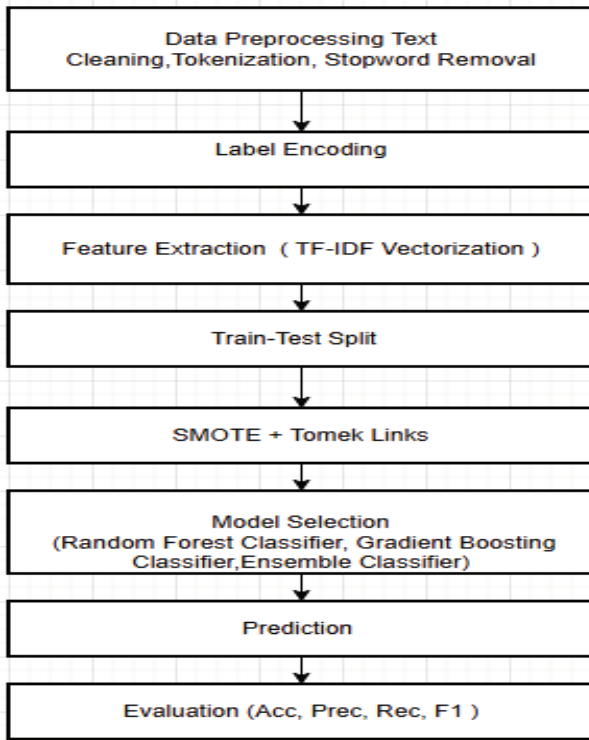 Data Preprocessing Text
Cleaning,Tokenization, Stopword Removal
Label Encoding
Feature Extraction ( TF-IDF Vectorization )
Train-Test Split
SMOTE + Tomek Links
Model Selection
(Random Forest Classifier, Gradient Boosting
Classifier,Ensemble Classifier)
Prediction
Evaluation (Acc, Prec, Rec, F1 )